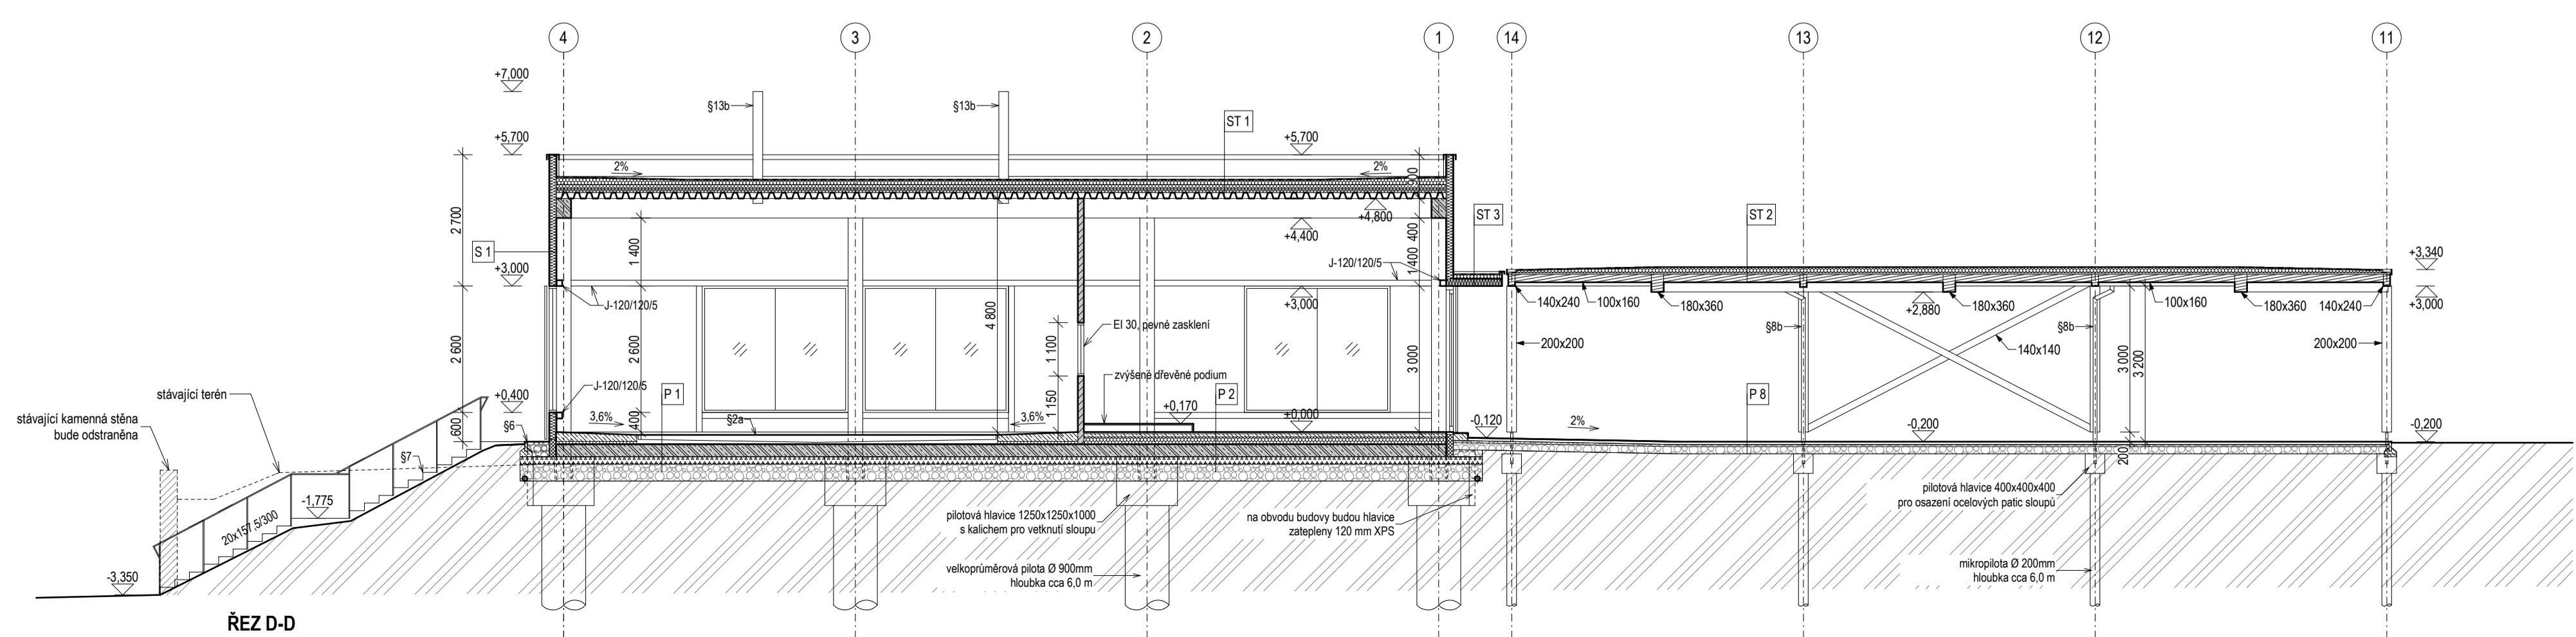 4
3
2
1
14
13
12
11
+7,000
§13b
§13b
ST 1
+5,700
+5,700
2%
2%
900
2 700
S 1
1 400
+4,800
+4,400
400
1 400
J-120/120/5
ST 3
ST 2
+3,340
+3,000
J-120/120/5
+3,000
+3,000
140x240
100x160
180x360
+2,880
180x360
100x160
180x360
140x240
2 600
2 600
4 800
1 100
EI 30, pevné zasklení
3 000
200x200
§8b
140x140
§8b
3 000
3 200
200x200
stávající terén
stávající kamenná stěna
bude odstraněna
+0,400
J-120/120/5
P 1
zvýšené dřevěné podium
P 2
P 8
600
§6
3,6%
400
§2a
3,6%
1 150
+0,170
±0,000
-0,120
2%
-0,200
200
-0,200
§7
-1,775
20x157,5/300
pilotová hlavice 1250x1250x1000
s kalichem pro vetknutí sloupu
na obvodu budovy budou hlavice
zatepleny 120 mm XPS
pilotová hlavice 400x400x400
pro osazení ocelových patic sloupů
velkoprůměrová pilota Ø 900mm
hloubka cca 6,0 m
mikropilota Ø 200mm
hloubka cca 6,0 m
-3,350
ŘEZ D-D